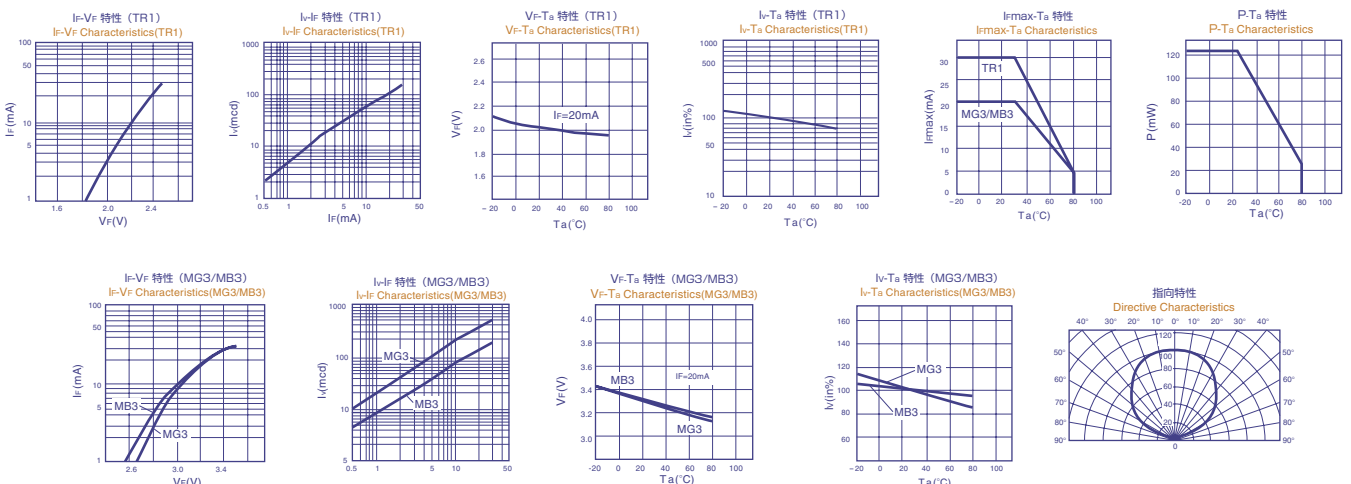 IF-VF 特性（TR1）
IF-VF Characteristics(TR1)
100
50
10
5
1
IF (mA)
1.6 2.0 2.4
VF(V)
IV-IF 特性（TR1）
IV-IF Characteristics(TR1)
1000
100
10
1
IV(mcd)
0.5 1 5 10 50
IF(mA)
VF-Ta 特性（TR1）
VF-Ta Characteristics(TR1)
2.6
2.4
2.2
2.0
1.8
1.6
VF(V)
IF=20mA
-20 0 20 40 60 80 100
Ta(°C)
IV-Ta 特性（TR1）
IV-Ta Characteristics(TR1)
1000
500
100
50
10
IV(in%)
-20 0 20 40 60 80 100
Ta(°C)
IFmax-Ta 特性
IFmax-Ta Characteristics
30
25
20
15
10
5
0
IFmax(mA)
TR1
MG3/MB3
-20 0 20 40 60 80 100
Ta(°C)
P-Ta 特性
P-Ta Characteristics
120
100
80
60
40
20
0
P(mW)
-20 0 20 40 60 80 100
Ta(°C)
IF-VF 特性（MG3/MB3）
IF-VF Characteristics(MG3/MB3)
100
50
10
5
1
IF(mA)
MB3
MG3
2.6 3.0 3.4
VF(V)
IV-IF 特性（MG3/MB3）
IV-IF Characteristics(MG3/MB3)
1000
100
10
5
IV(mcd)
MG3
MB3
0.5 1 5 10 50
IF(mA)
VF-Ta 特性（MG3/MB3）
VF-Ta Characteristics(MG3/MB3)
4.0
3.8
3.6
3.4
3.2
3.0
VF(V)
MB3
IF=20mA
MG3
-20 0 20 40 60 80 100
Ta(°C)
IV-Ta 特性（MG3/MB3）
IV-Ta Characteristics(MG3/MB3)
160
140
120
100
80
60
IV(in%)
MG3
MB3
-20 0 20 40 60 80 100
Ta(°C)
指向特性
Directive Characteristics
40° 30° 20° 10° 0° 10° 20° 30° 40°
120
50° 100 50°
80
60° 60 60°
70° 40 70°
80° 20 80°
90° 0 90°